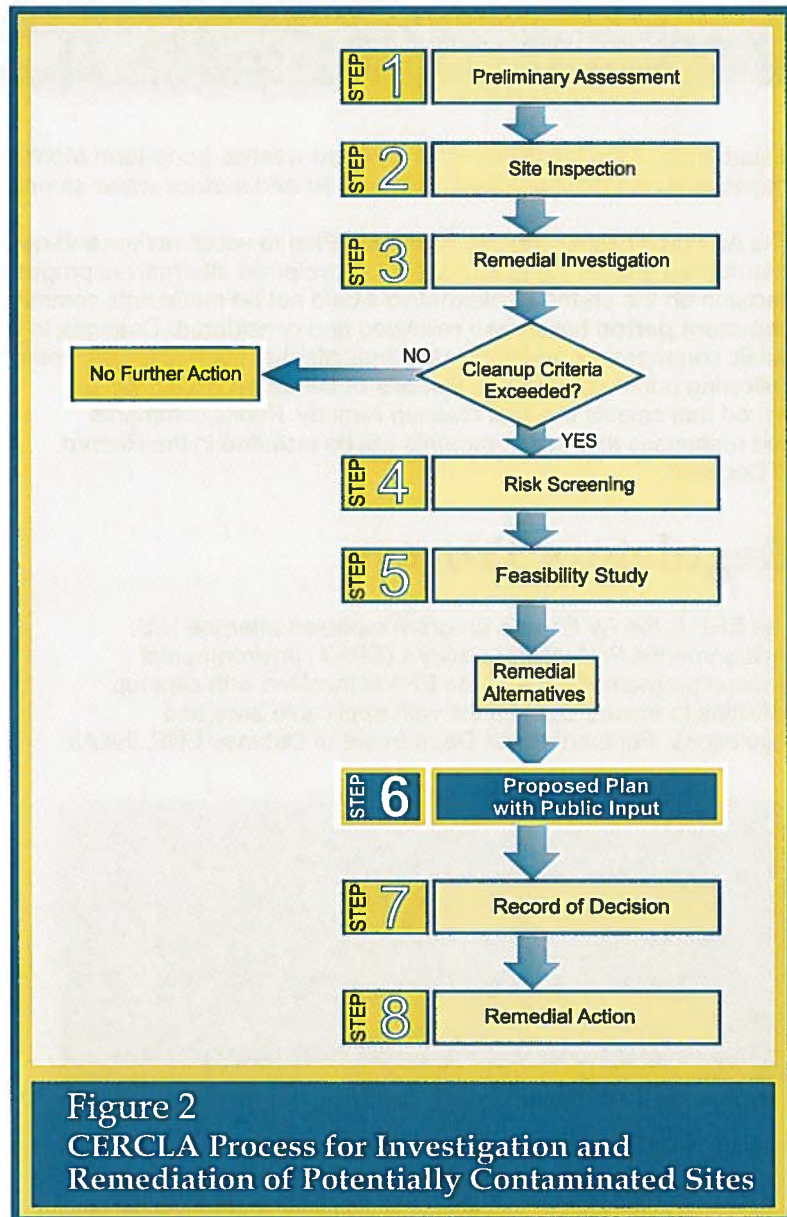 STEP 1 Preliminary Assessment
STEP 2 Site Inspection
STEP 3 Remedial Investigation
Cleanup Criteria
Exceeded?
NO
No Further Action
YES
STEP 4 Risk Screening
STEP 5 Feasibility Study
Remedial
Alternatives
STEP 6 Proposed Plan
with Public Input
STEP 7 Record of Decision
STEP 8 Remedial Action
Figure 2
CERCLA Process for Investigation and
Remediation of Potentially Contaminated Sites